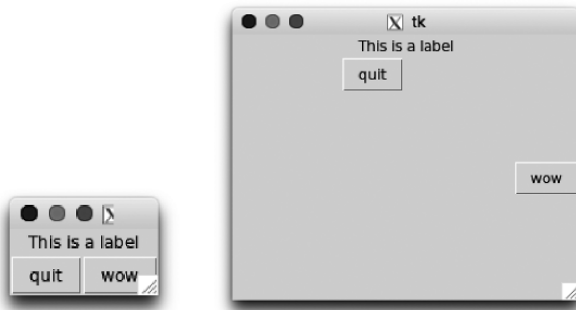 This is a label
quit wow
tk
This is a label
quit
wow